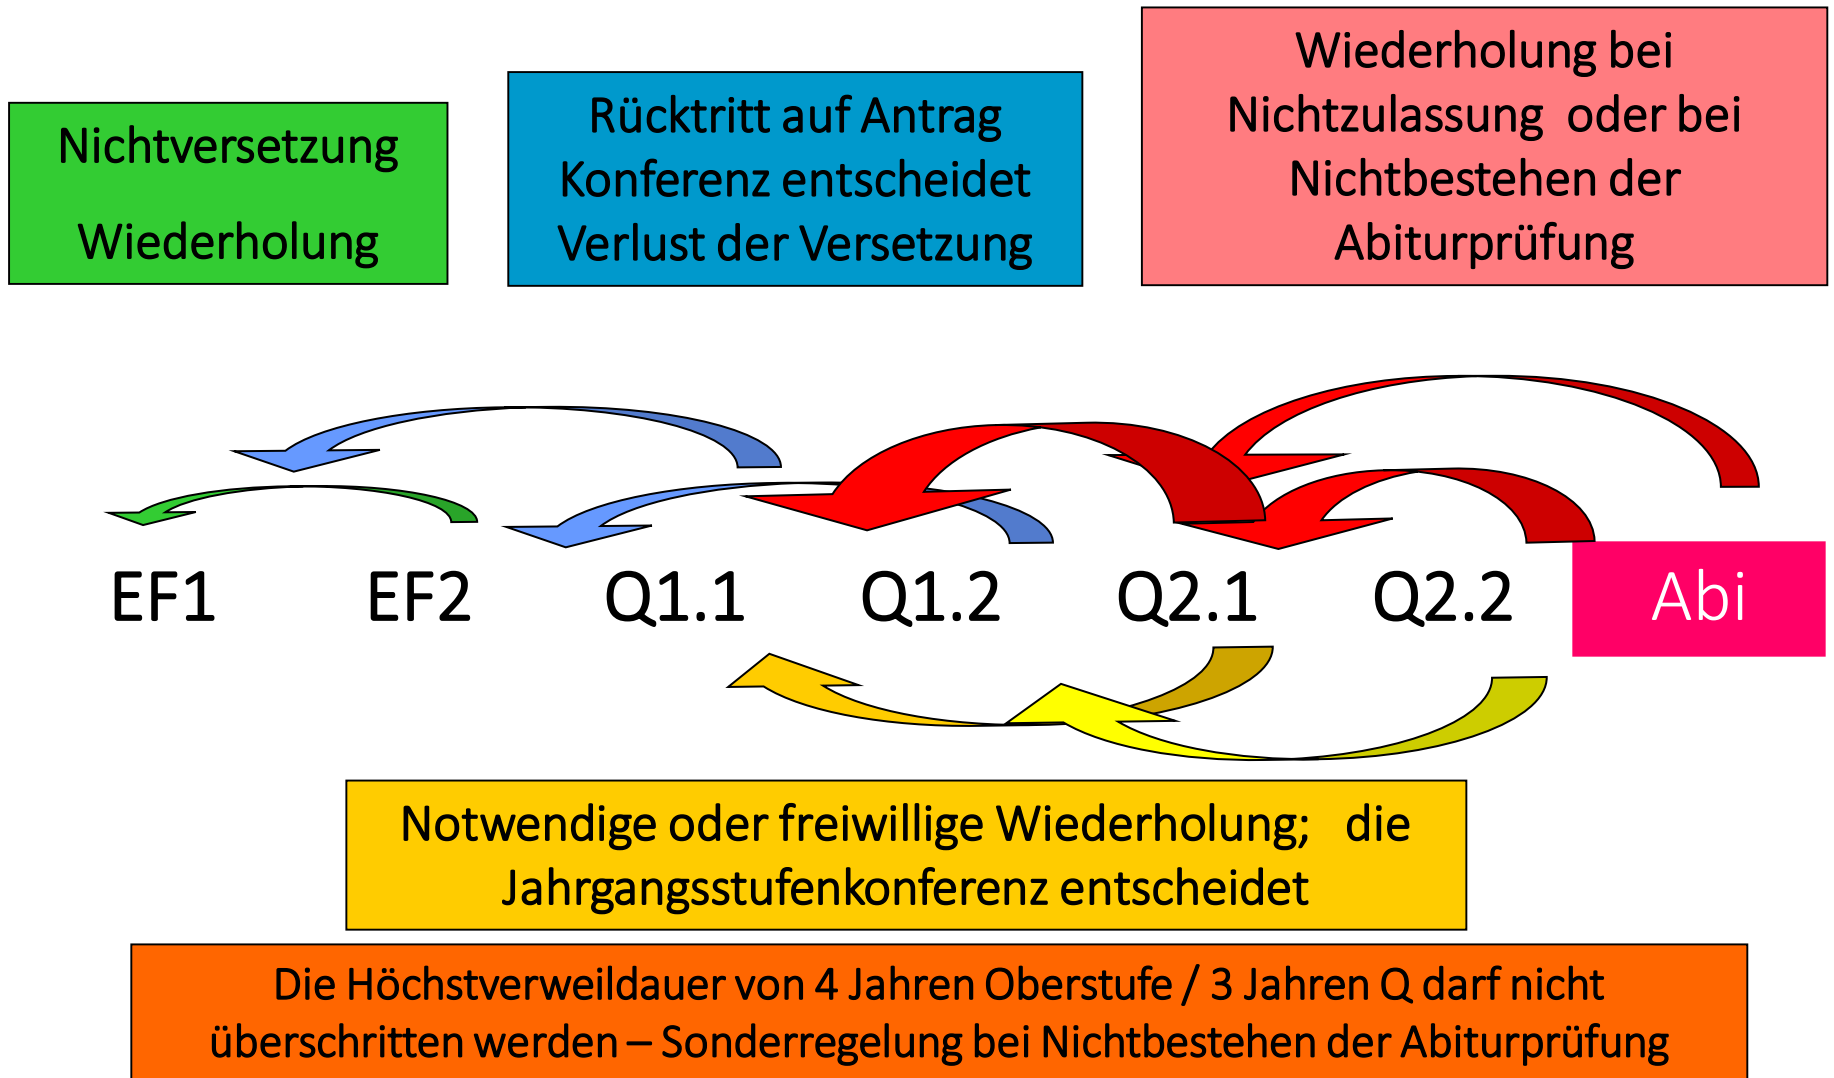 Nichtversetzung
Wiederholung
Rücktritt auf Antrag
Konferenz entscheidet
Verlust der Versetzung
Wiederholung bei
Nichtzulassung oder bei
Nichtbestehen der
Abiturprüfung
EF1 EF2 Q1.1 Q1.2 Q2.1 Q2.2 Abi
Notwendige oder freiwillige Wiederholung; die
Jahrgangsstufenkonferenz entscheidet
Die Höchstverweildauer von 4 Jahren Oberstufe / 3 Jahren Q darf nicht
überschritten werden – Sonderregelung bei Nichtbestehen der Abiturprüfung